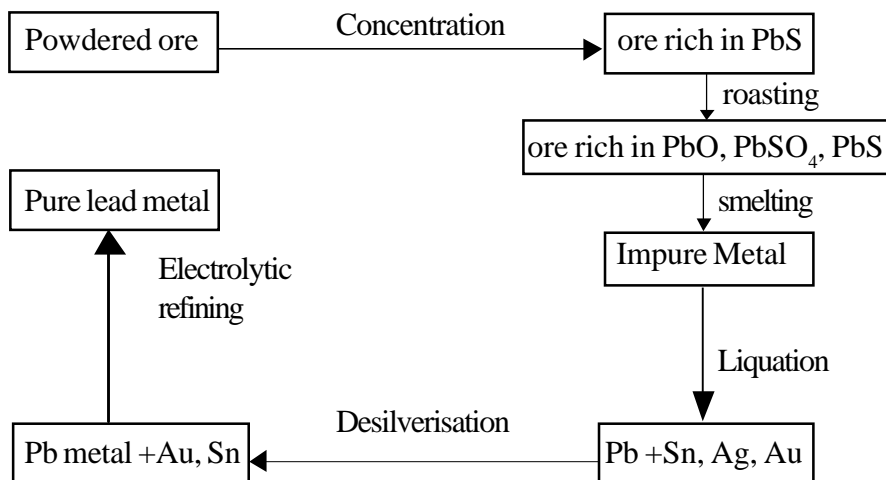 Powdered ore
Concentration
ore rich in PbS
roasting
ore rich in PbO, PbSO₄, PbS
smelting
Impure Metal
Liquation
Pb +Sn, Ag, Au
Desilverisation
Pb metal +Au, Sn
Electrolytic
refining
Pure lead metal